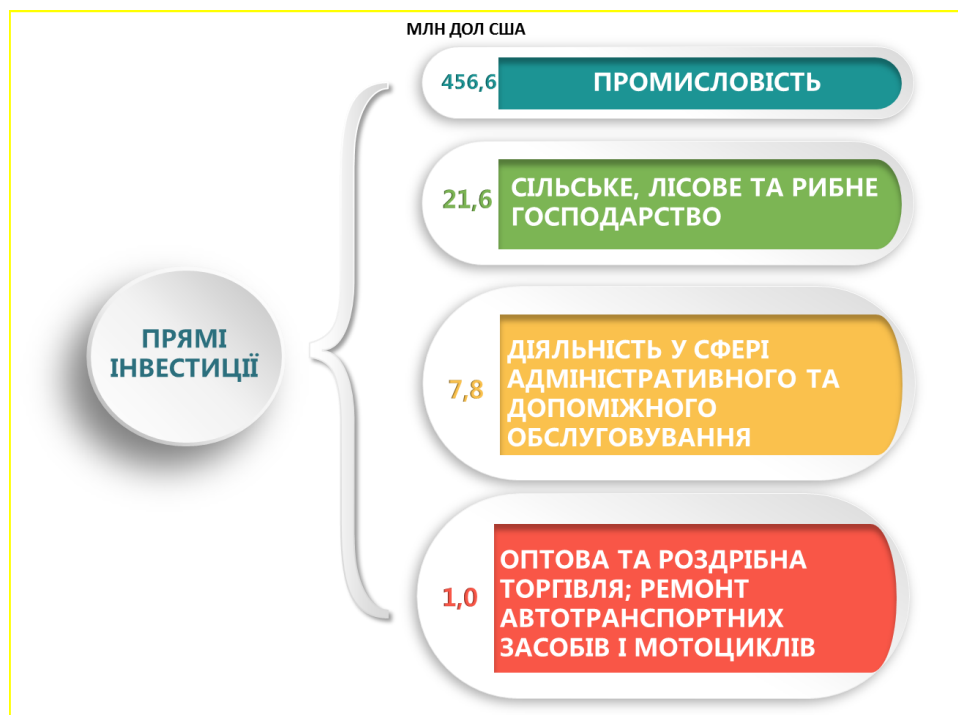 МЛН ДОЛ США
456,6
ПРОМИСЛОВІСТЬ
21,6
СІЛЬСЬКЕ, ЛІСОВЕ ТА РИБНЕ
ГОСПОДАРСТВО
ПРЯМІ
ІНВЕСТИЦІЇ
7,8
ДІЯЛЬНІСТЬ У СФЕРІ
АДМІНІСТРАТИВНОГО ТА
ДОПОМІЖНОГО
ОБСЛУГОВУВАННЯ
1,0
ОПТОВА ТА РОЗДРІБНА
ТОРГІВЛЯ; РЕМОНТ
АВТОТРАНСПОРТНИХ
ЗАСОБІВ І МОТОЦИКЛІВ